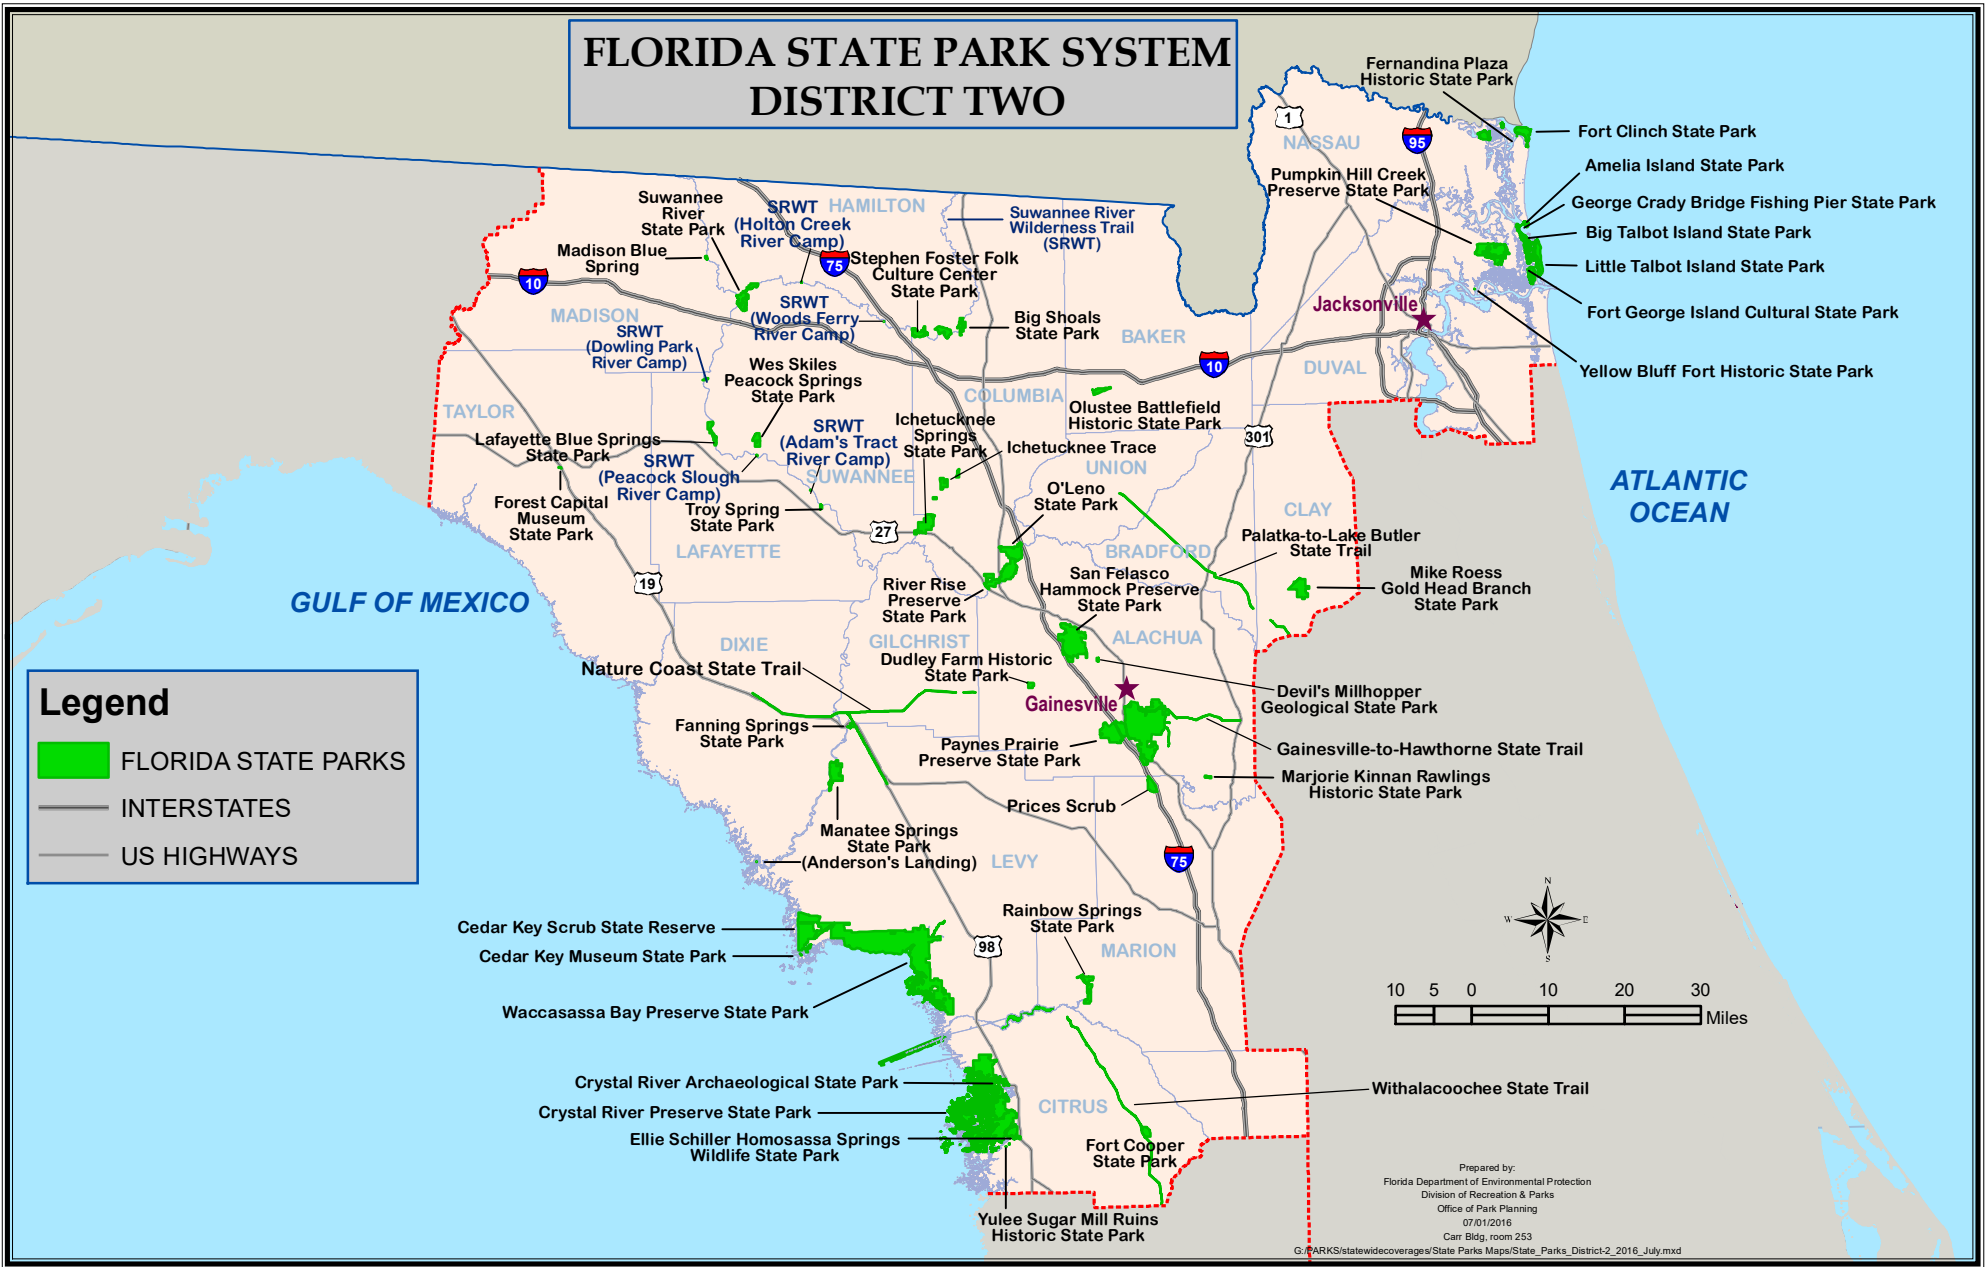 FLORIDA STATE PARK SYSTEM
DISTRICT TWO
Fernandina Plaza
Historic State Park
1
95
NASSAU
Fort Clinch State Park
Amelia Island State Park
Pumpkin Hill Creek
Preserve State Park
George Crady Bridge Fishing Pier State Park
Big Talbot Island State Park
Little Talbot Island State Park
Fort George Island Cultural State Park
Yellow Bluff Fort Historic State Park
Jacksonville
DUVAL
Suwannee
River
State Park
SRWT
(Holton Creek
River Camp)
HAMILTON
Suwannee River
Wilderness Trail
(SRWT)
Madison Blue
Spring
75
10
Stephen Foster Folk
Culture Center
State Park
MADISON
SRWT
(Woods Ferry
River Camp)
Big Shoals
State Park
BAKER
SRWT
(Dowling Park
River Camp)
10
Wes Skiles
Peacock Springs
State Park
COLUMBIA
TAYLOR
Olustee Battlefield
Historic State Park
Ichetucknee
Springs
State Park
SRWT
(Adam's Tract
River Camp)
Lafayette Blue Springs
State Park
Ichetucknee Trace
301
SRWT
(Peacock Slough
River Camp)
SUWANNEE
UNION
O'Leno
State Park
Forest Capital
Museum
State Park
Troy Spring
State Park
CLAY
27
Palatka-to-Lake Butler
State Trail
LAFAYETTE
BRADFORD
ATLANTIC
OCEAN
19
River Rise
Preserve
State Park
San Felasco
Hammock Preserve
State Park
Mike Roess
Gold Head Branch
State Park
GULF OF MEXICO
DIXIE
GILCHRIST
ALACHUA
Nature Coast State Trail
Dudley Farm Historic
State Park
Gainesville
Devil's Millhopper
Geological State Park
Fanning Springs
State Park
Paynes Prairie
Preserve State Park
Gainesville-to-Hawthorne State Trail
Marjorie Kinnan Rawlings
Historic State Park
Prices Scrub
Manatee Springs
State Park
(Anderson's Landing)
LEVY
75
Legend
FLORIDA STATE PARKS
INTERSTATES
US HIGHWAYS
Rainbow Springs
State Park
Cedar Key Scrub State Reserve
98
MARION
Cedar Key Museum State Park
Waccasassa Bay Preserve State Park
N
W
E
S
10 5 0 10 20 30
Miles
Crystal River Archaeological State Park
Withalacoochee State Trail
Crystal River Preserve State Park
CITRUS
Ellie Schiller Homosassa Springs
Wildlife State Park
Fort Cooper
State Park
Yulee Sugar Mill Ruins
Historic State Park
Prepared by:
Florida Department of Environmental Protection
Division of Recreation & Parks
Office of Park Planning
07/01/2016
Carr Bldg, room 253
G:/PARKS/statewidecoverages/State Parks Maps/State_Parks_District-2_2016_July.mxd